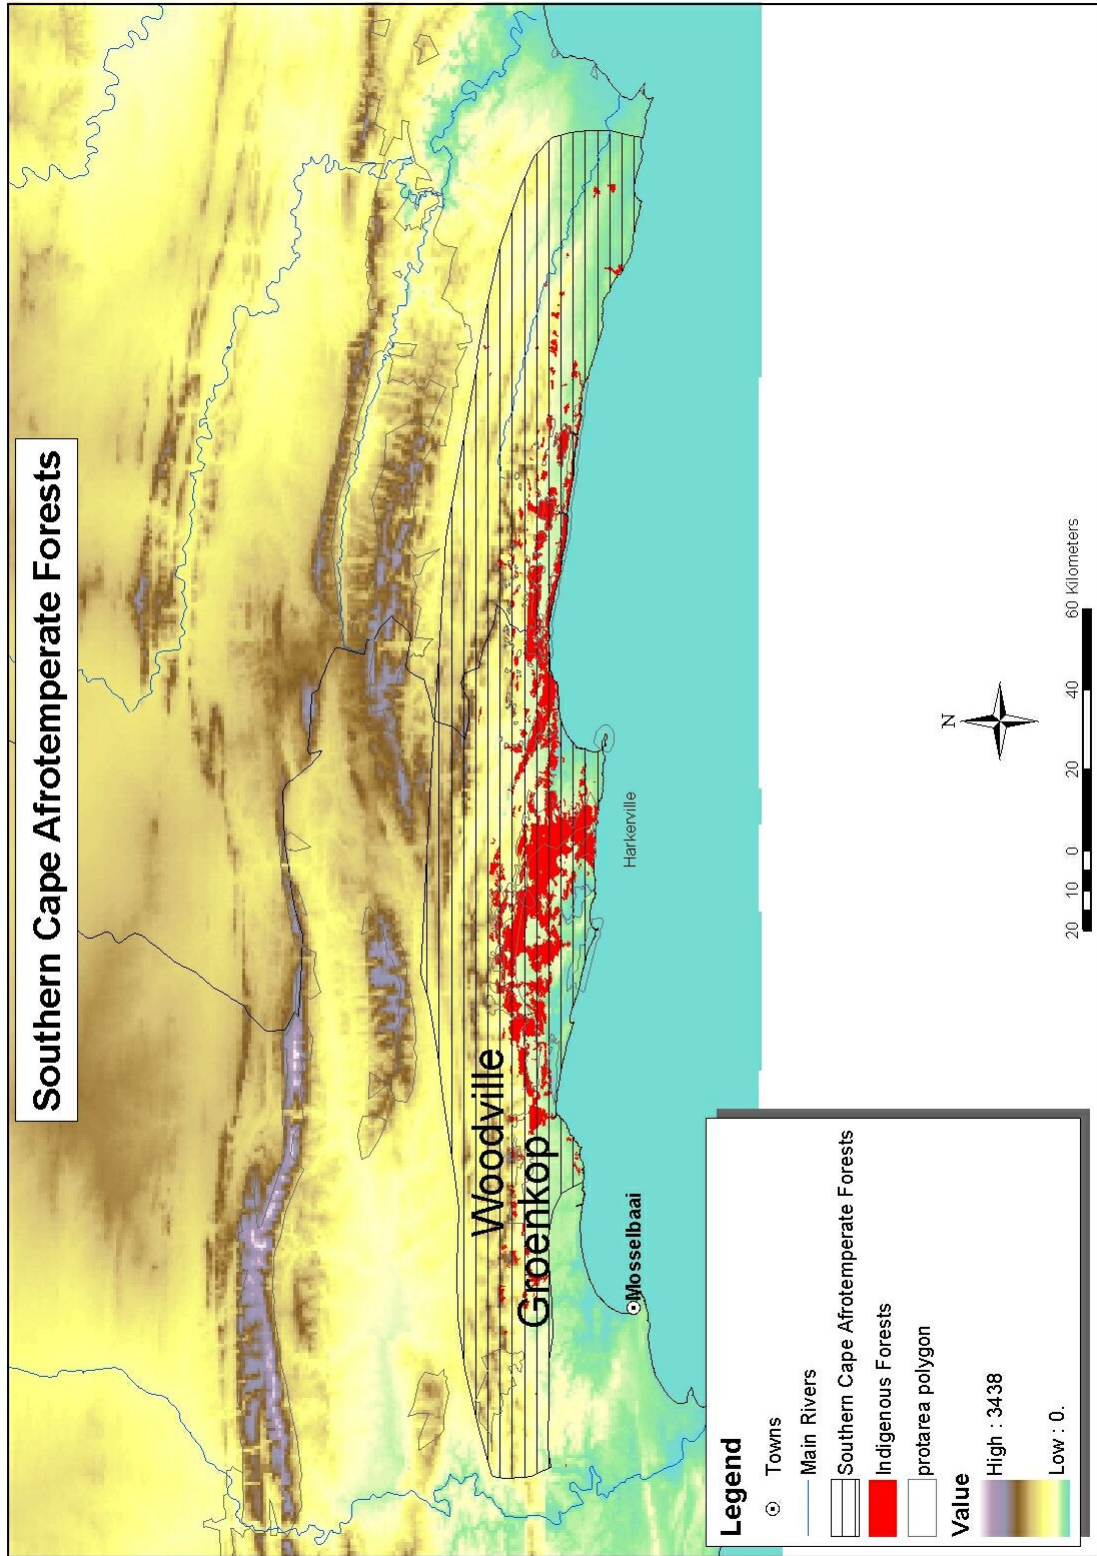 Southern Cape Afrotemperate Forests
Woodville
Groenkop
Mosselbaai
Harkerville
N
20 10 0 20 40 60 Kilometers
Legend
Towns
Main Rivers
Southern Cape Afrotemperate Forests
Indigenous Forests
protarea polygon
Value
High : 3438
Low : 0.